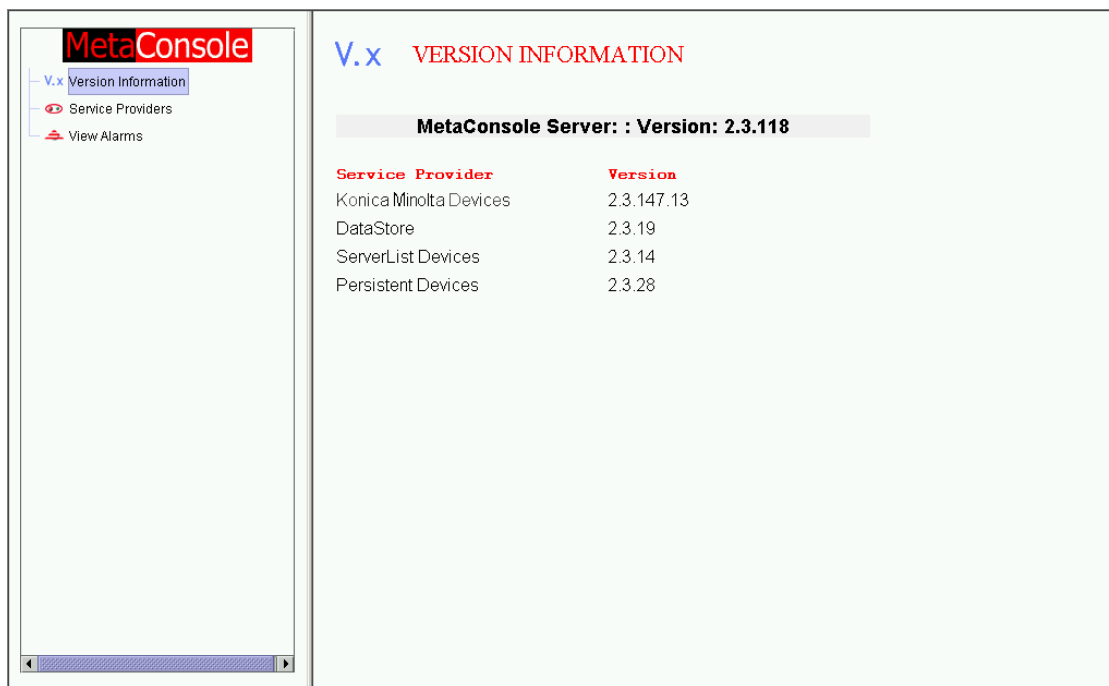 MetaConsole
V.x Version Information
Service Providers
View Alarms
V.x VERSION INFORMATION
MetaConsole Server: : Version: 2.3.118
Service Provider Version
Konica Minolta Devices 2.3.147.13
DataStore 2.3.19
ServerList Devices 2.3.14
Persistent Devices 2.3.28